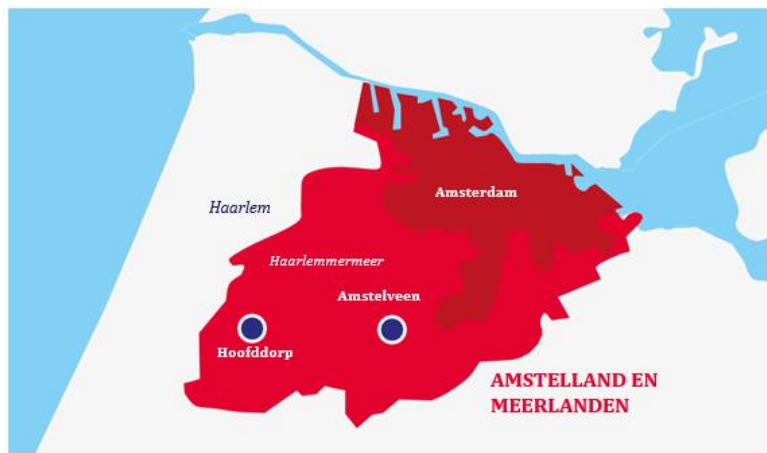 Amsterdam
Haarlem
Haarlemmermeer
Amstelveen
Hoofddorp
AMSTELLAND EN
MEERLANDEN